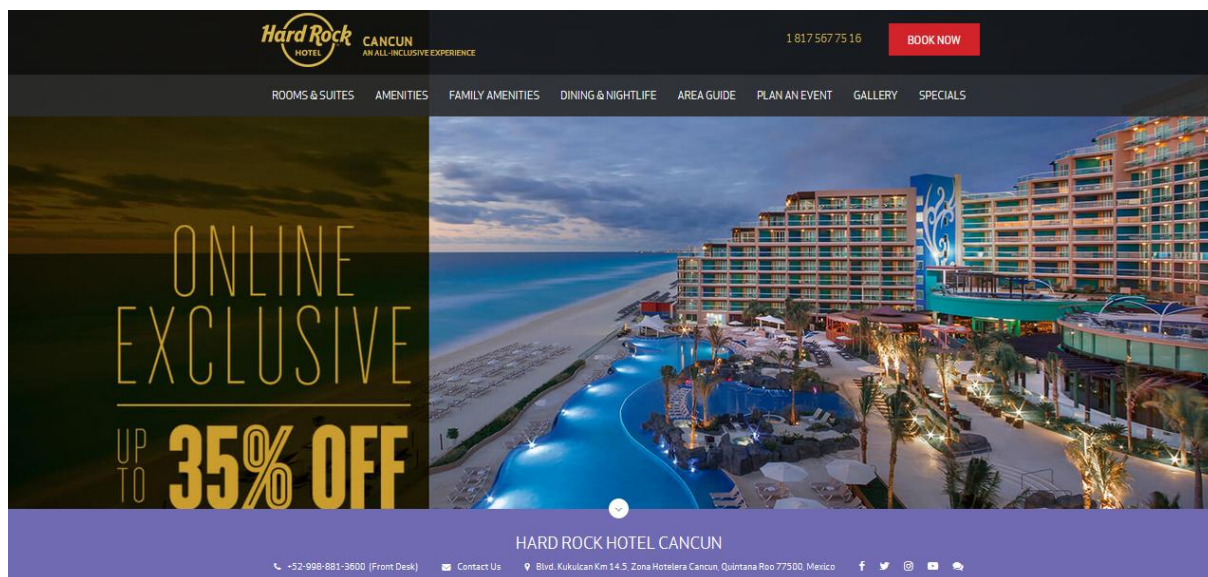 Hard Rock
HOTEL
CANCUN
AN ALL-INCLUSIVE EXPERIENCE
1 817 567 75 16
BOOK NOW
ROOMS & SUITES AMENITIES FAMILY AMENITIES DINING & NIGHTLIFE AREA GUIDE PLAN AN EVENT GALLERY SPECIALS
ONLINE
EXCLUSIVE
UP TO 35% OFF
HARD ROCK HOTEL CANCUN
+52-998-881-3600 (Front Desk) Contact Us Blvd. Kukulcan Km 14.5, Zona Hotelera Cancun, Quintana Roo 77500, Mexico